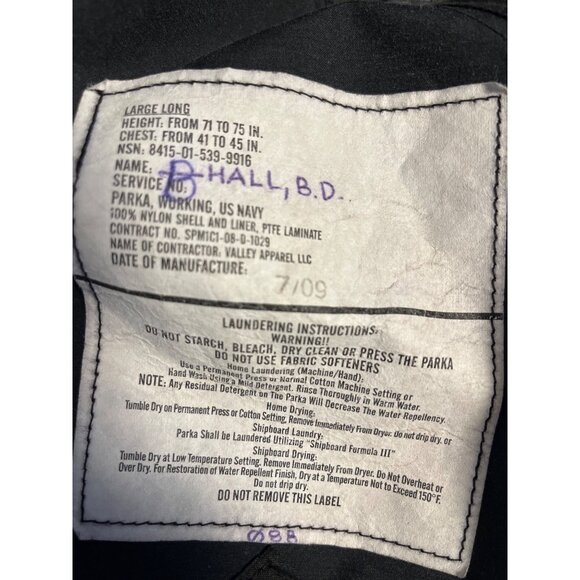 LARGE LONG
HEIGHT: FROM 71 TO 75 IN.
CHEST: FROM 41 TO 45 IN.
NSN: 8415-01-539-9916
NAME: B HALL, B.D.
SERVICE NO:
PARKA, WORKING, US NAVY
100% NYLON SHELL AND LINER, PTFE LAMINATE
CONTRACT NO. SPM1C1-08-D-1029
NAME OF CONTRACTOR: VALLEY APPAREL LLC
DATE OF MANUFACTURE: 7/09
LAUNDERING INSTRUCTIONS:
WARNING!!
DO NOT STARCH, BLEACH, DRY CLEAN OR PRESS THE PARKA
DO NOT USE FABRIC SOFTENERS
Home Laundering (Machine/Hand):
Use a Permanent Press or Normal Cotton Machine Setting or
Hand Wash Using a Mild Detergent. Rinse Thoroughly in Warm Water.
NOTE: Any Residual Detergent on The Parka Will Decrease The Water Repellency.
Home Drying:
Tumble Dry on Permanent Press or Cotton Setting, Remove Immediately From Dryer. Do not drip dry. or
Shipboard Laundry:
Parka Shall be Laundered Utilizing "Shipboard Formula III"
Shipboard Drying:
Tumble Dry at Low Temperature Setting. Remove Immediately From Dryer. Do Not Overheat or
Over Dry. For Restoration of Water Repellent Finish, Dry at a Temperature Not to Exceed 150°F.
Do not drip dry.
DO NOT REMOVE THIS LABEL